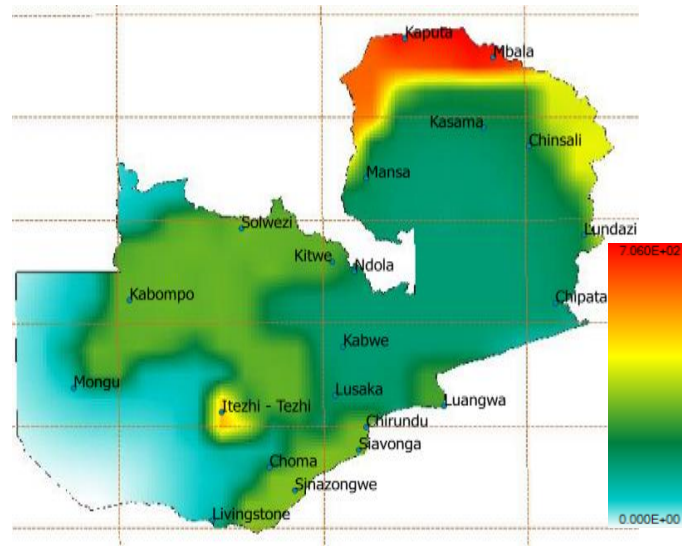 Kaputa
Mbala
Kasama
Chinsali
Mansa
Solwezi
Lundazi
Kitwe
Ndola
7.060E+02
Kabompo
Chipata
Kabwe
Mongu
Lusaka
Itezhi - Tezhi
Luangwa
Chirundu
Siavonga
Choma
Sinazongwe
Livingstone
0.000E+00